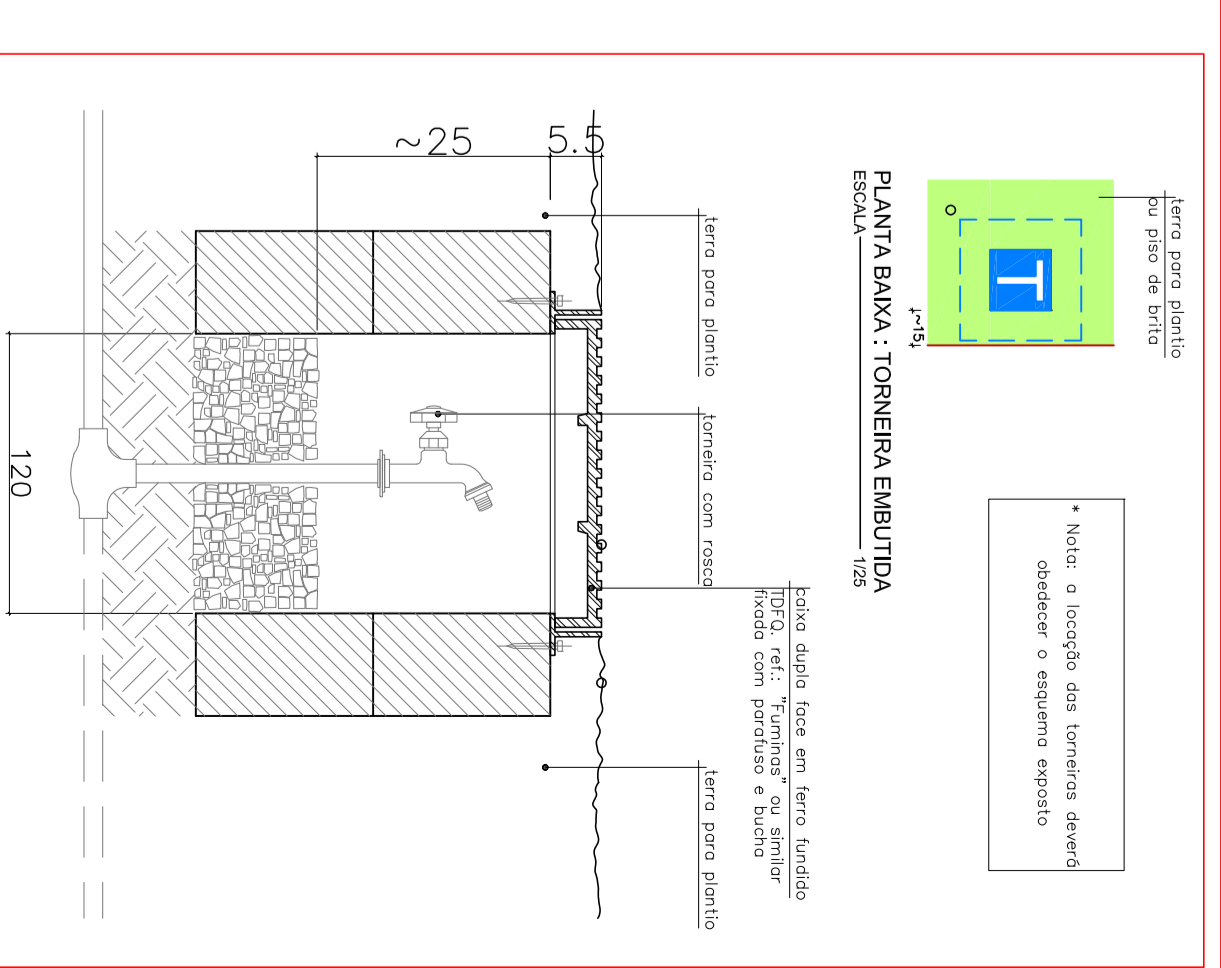 * Nota: a locação das torneiras deverá
obedecer o esquema exposto
terra para plantio
ou piso de brita
T
~15
PLANTA BAIXA : TORNEIRA EMBUTIDA
ESCALA 1/25
caixa dupla face em ferro fundido
TDFQ. ref.: "Fuminas" ou similar
fixada com parafuso e bucha
terra para plantio
torneira com rosca
terra para plantio
5.5
~25
120